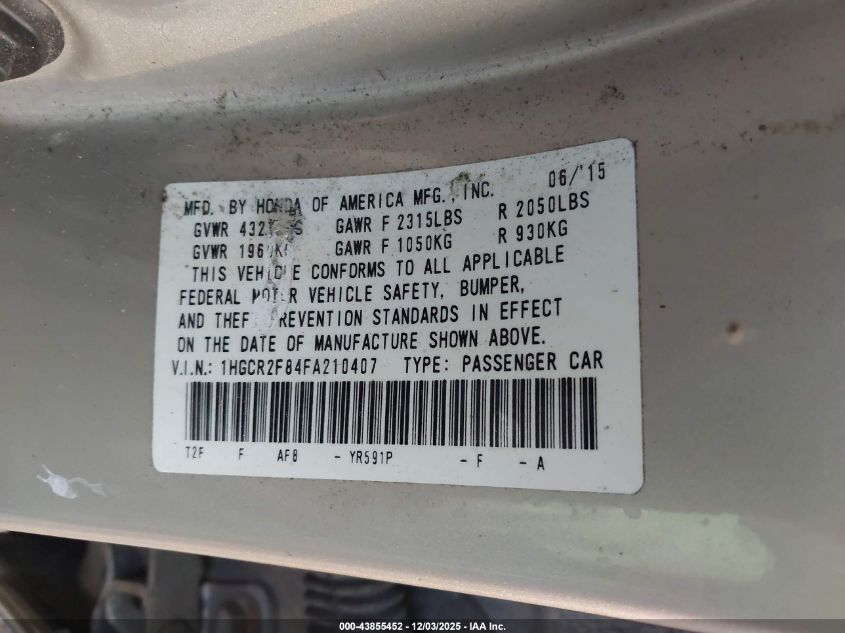 MFD. BY HONDA OF AMERICA MFG., INC. 06/'15
GVWR GAWR F 2315LBS R 2050LBS
GVWR GAWR F 1050KG R 930KG
THIS VEHICLE CONFORMS TO ALL APPLICABLE
FEDERAL MOTOR VEHICLE SAFETY, BUMPER,
AND THEFT PREVENTION STANDARDS IN EFFECT
ON THE DATE OF MANUFACTURE SHOWN ABOVE.
V.I.N.: 1HGCR2F84FA210407 TYPE: PASSENGER CAR
T2F F AF8 - YR591P - F - A
000-43855452 - 12/03/2025 - IAA Inc.